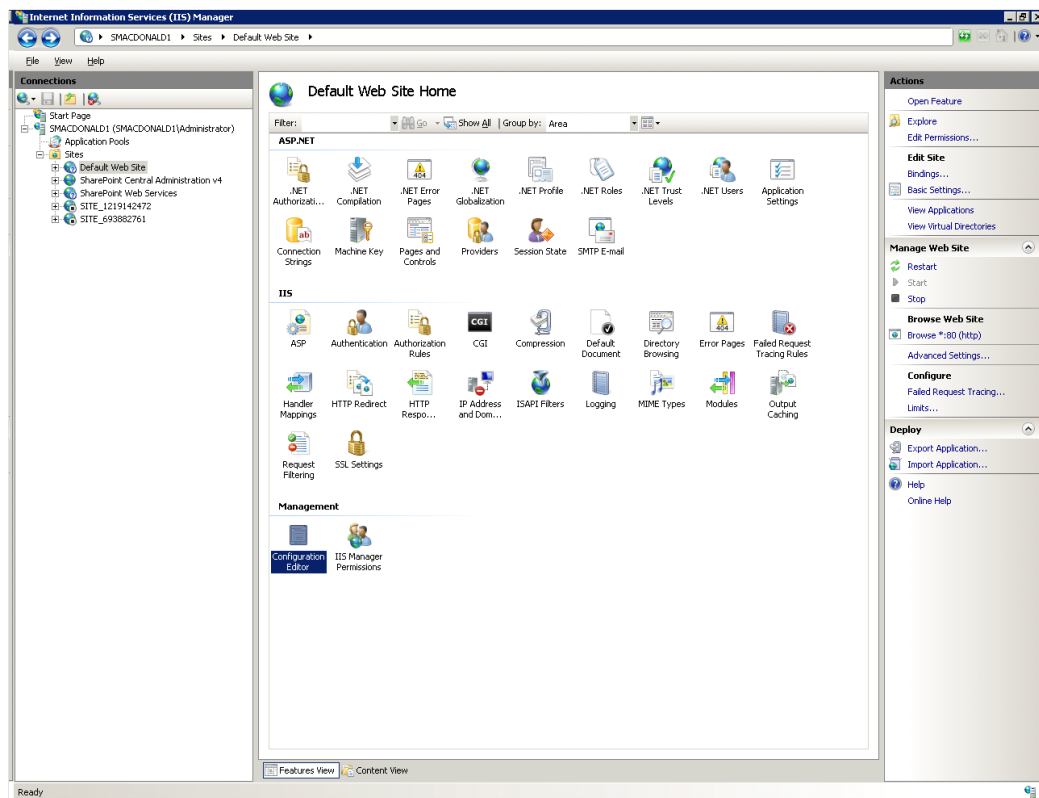 Internet Information Services (IIS) Manager
SMACDONALD1 Sites Default Web Site
File View Help
Connections
Start Page
SMACDONALD1 (SMACDONALD1\Administrator)
Application Pools
Sites
Default Web Site
SharePoint Central Administration v4
SharePoint Web Services
SITE_1219142472
SITE_693882761
Default Web Site Home
Filter: Go Show All Group by: Area
ASP.NET
.NET Authorizati...
.NET Compilation
.NET Error Pages
.NET Globalization
.NET Profile
.NET Roles
.NET Trust Levels
.NET Users
Application Settings
Connection Strings
Machine Key
Pages and Controls
Providers
Session State
SMTP E-mail
IIS
ASP
Authentication
Authorization Rules
CGI
CGI
Compression
Default Document
Directory Browsing
Error Pages
Failed Request Tracing Rules
Handler Mappings
HTTP Redirect
HTTP Respo...
IP Address and Dom...
ISAPI Filters
Logging
MIME Types
Modules
Output Caching
Request Filtering
SSL Settings
Management
Configuration Editor
IIS Manager Permissions
Features View Content View
Actions
Open Feature
Explore
Edit Permissions...
Edit Site
Bindings...
Basic Settings...
View Applications
View Virtual Directories
Manage Web Site
Restart
Start
Stop
Browse Web Site
Browse *:80 (http)
Advanced Settings...
Configure
Failed Request Tracing...
Limits...
Deploy
Export Application...
Import Application...
Help
Online Help
Ready